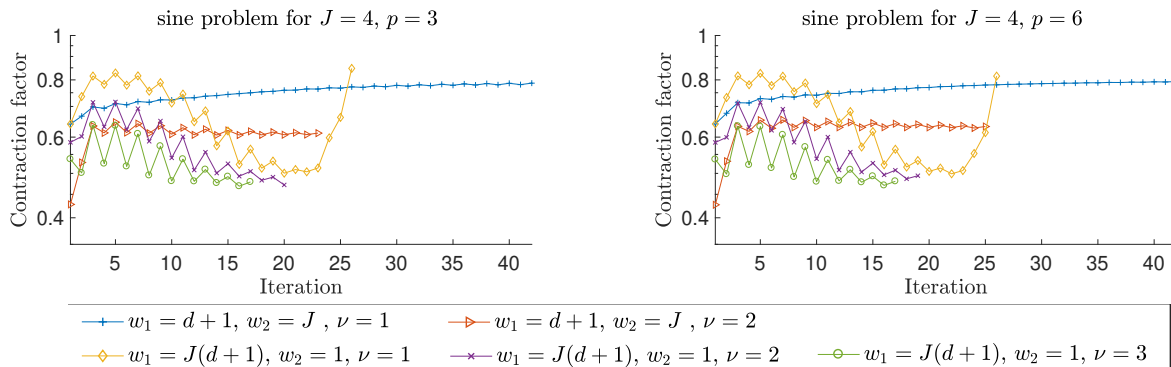 sine problem for J = 4, p = 3
1
0.8
0.6
0.4
Contraction factor
5 10 15 20 25 30 35 40
Iteration
sine problem for J = 4, p = 6
1
0.8
0.6
0.4
Contraction factor
5 10 15 20 25 30 35 40
Iteration
w₁ = d + 1, w₂ = J , ν = 1
w₁ = d + 1, w₂ = J , ν = 2
w₁ = J(d + 1), w₂ = 1, ν = 1
w₁ = J(d + 1), w₂ = 1, ν = 2
w₁ = J(d + 1), w₂ = 1, ν = 3